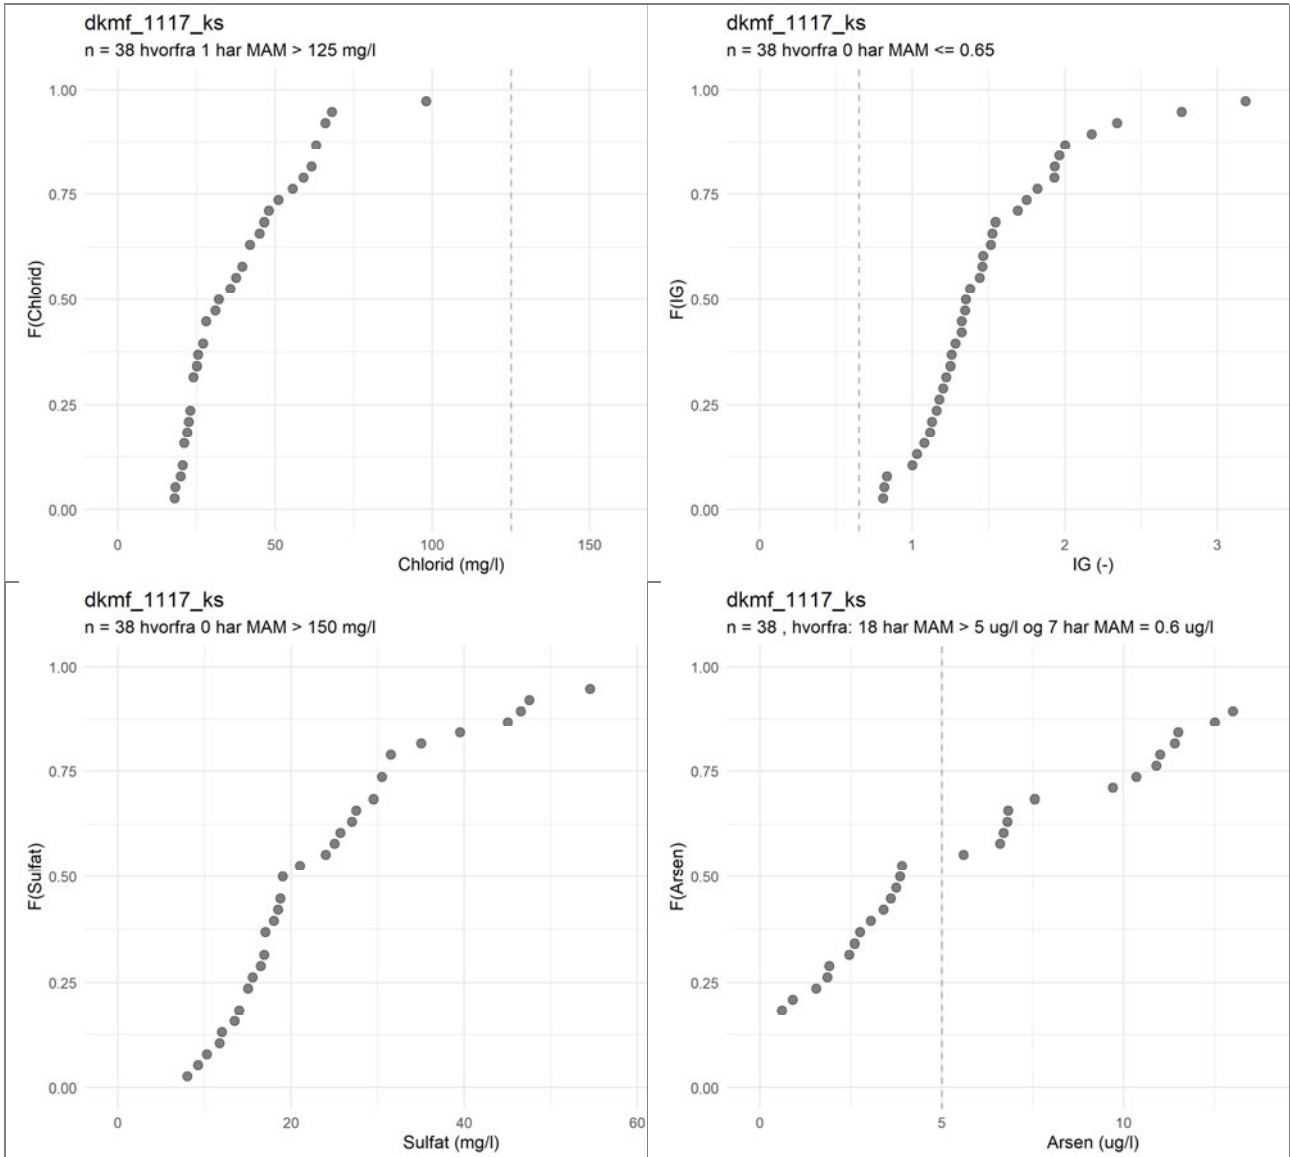 dkmf_1117_ks
n = 38 hvorfra 1 har MAM > 125 mg/l
1.00
0.75
0.50
0.25
0.00
F(Chlorid)
0 50 100 150
Chlorid (mg/l)
dkmf_1117_ks
n = 38 hvorfra 0 har MAM <= 0.65
1.00
0.75
0.50
0.25
0.00
F(IG)
0 1 2 3
IG (-)
dkmf_1117_ks
n = 38 hvorfra 0 har MAM > 150 mg/l
1.00
0.75
0.50
0.25
0.00
F(Sulfat)
0 20 40 60
Sulfat (mg/l)
dkmf_1117_ks
n = 38 , hvorfra: 18 har MAM > 5 ug/l og 7 har MAM = 0.6 ug/l
1.00
0.75
0.50
0.25
0.00
F(Arsen)
0 5 10
Arsen (ug/l)